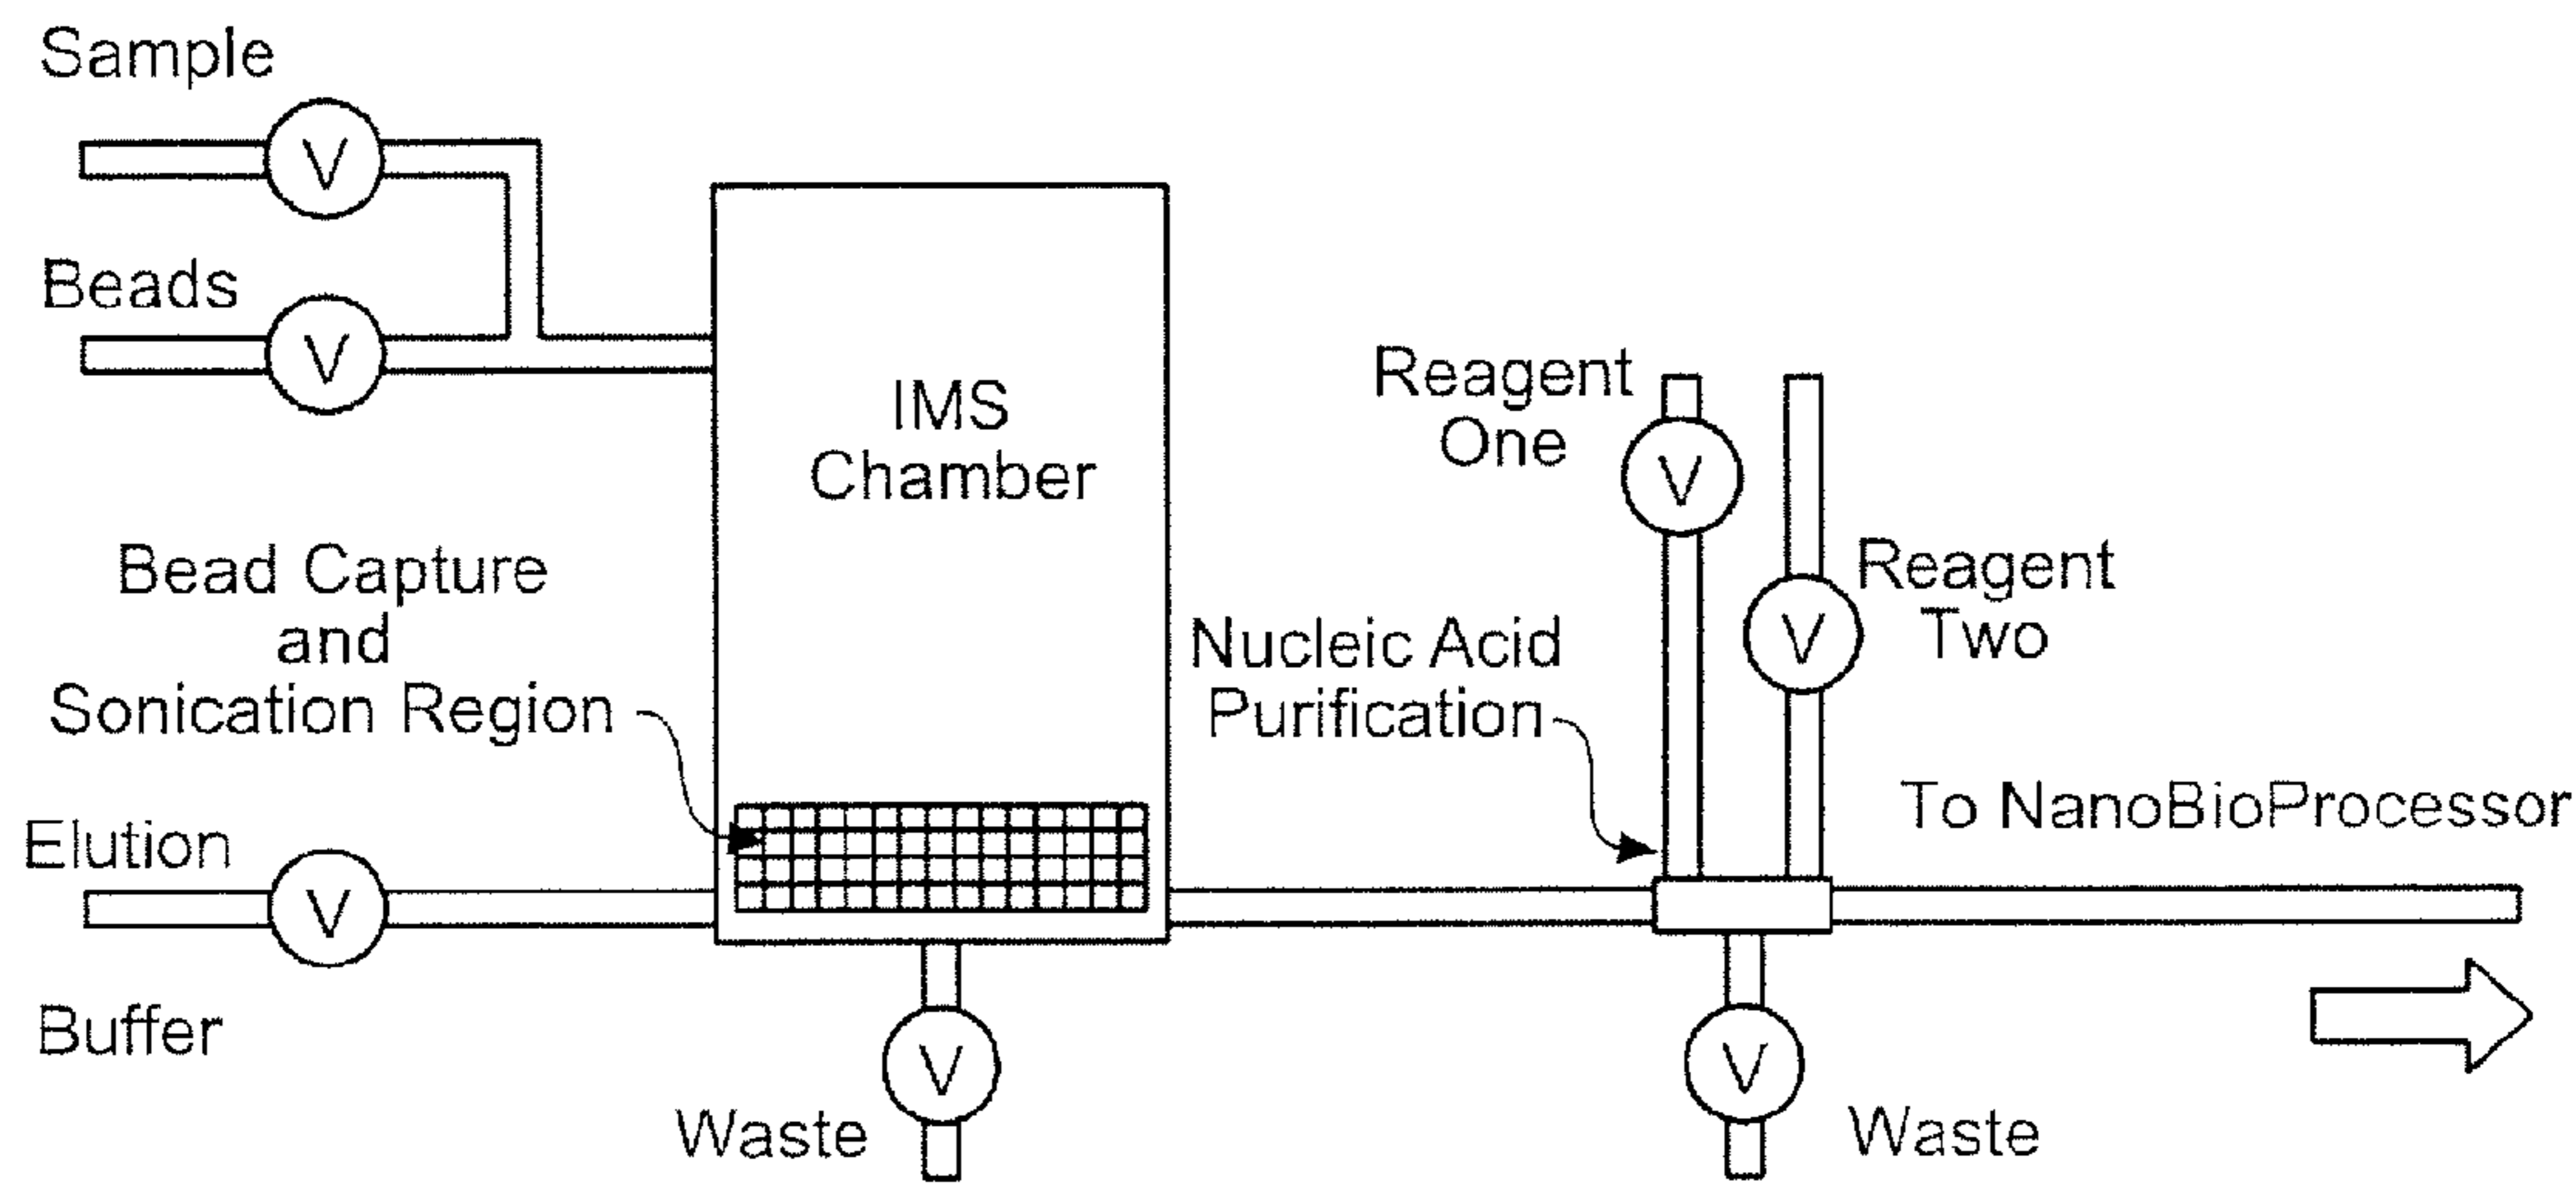 Sample
V
Beads
V
IMS
Chamber
Reagent
One
V
Bead Capture
and
Sonication Region
Reagent
Two
V
Nucleic Acid
Purification
To NanoBioProcessor
Elution
V
Buffer
V
Waste
V
Waste